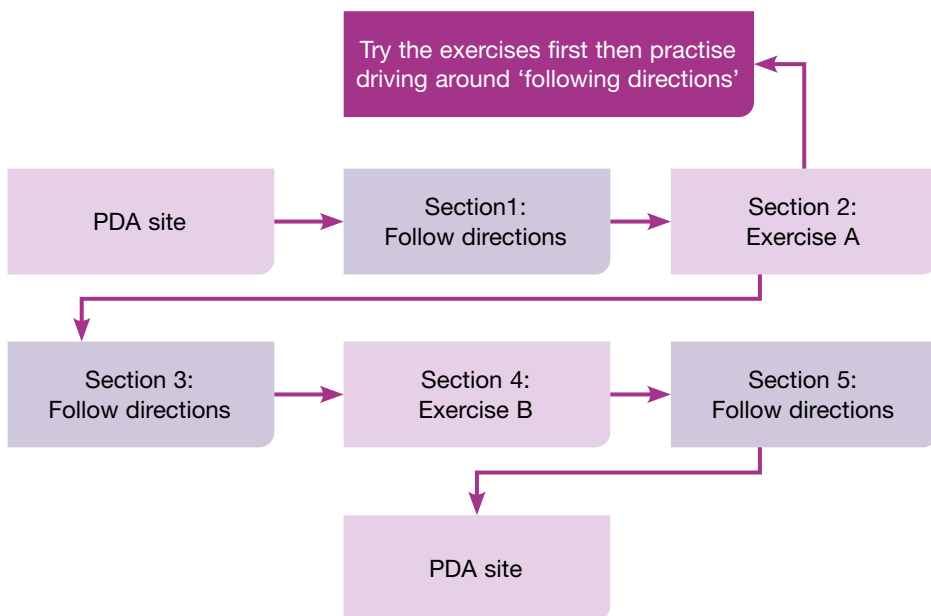 Try the exercises first then practise
driving around ‘following directions’
PDA site
Section1:
Follow directions
Section 2:
Exercise A
Section 3:
Follow directions
Section 4:
Exercise B
Section 5:
Follow directions
PDA site